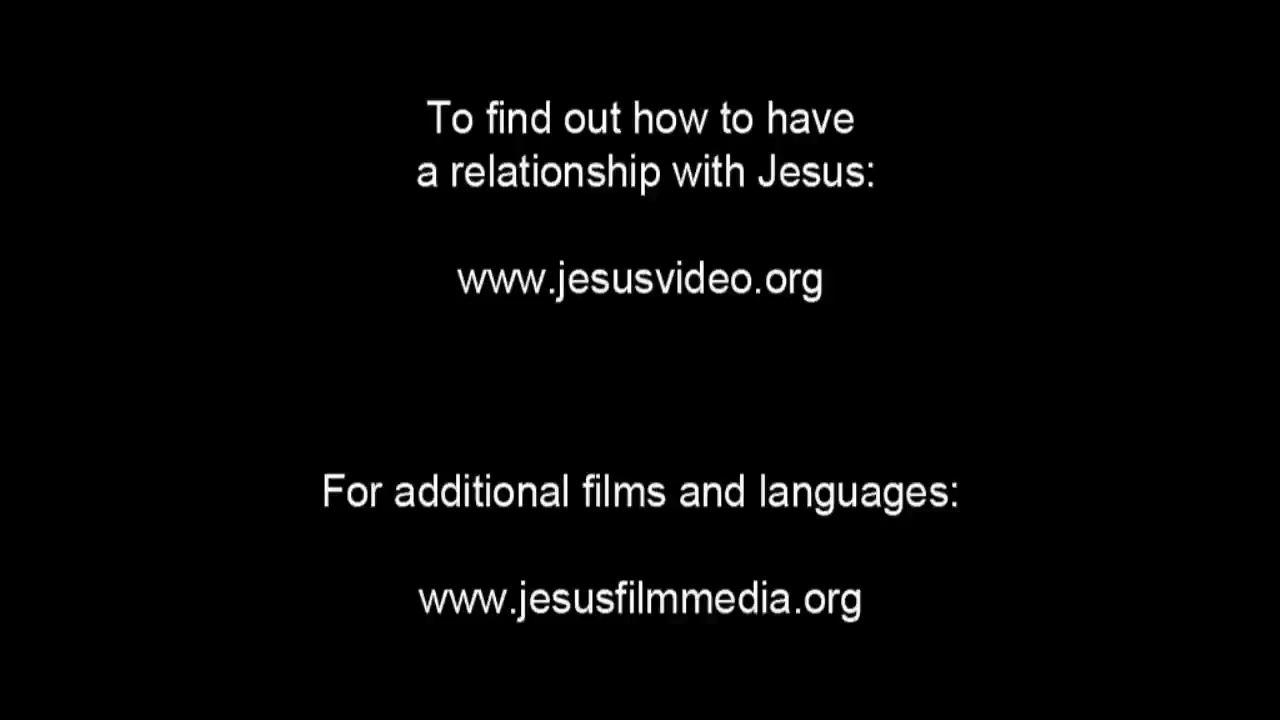 To find out how to have
a relationship with Jesus:
www.jesusvideo.org
For additional films and languages:
www.jesusfilmmedia.org